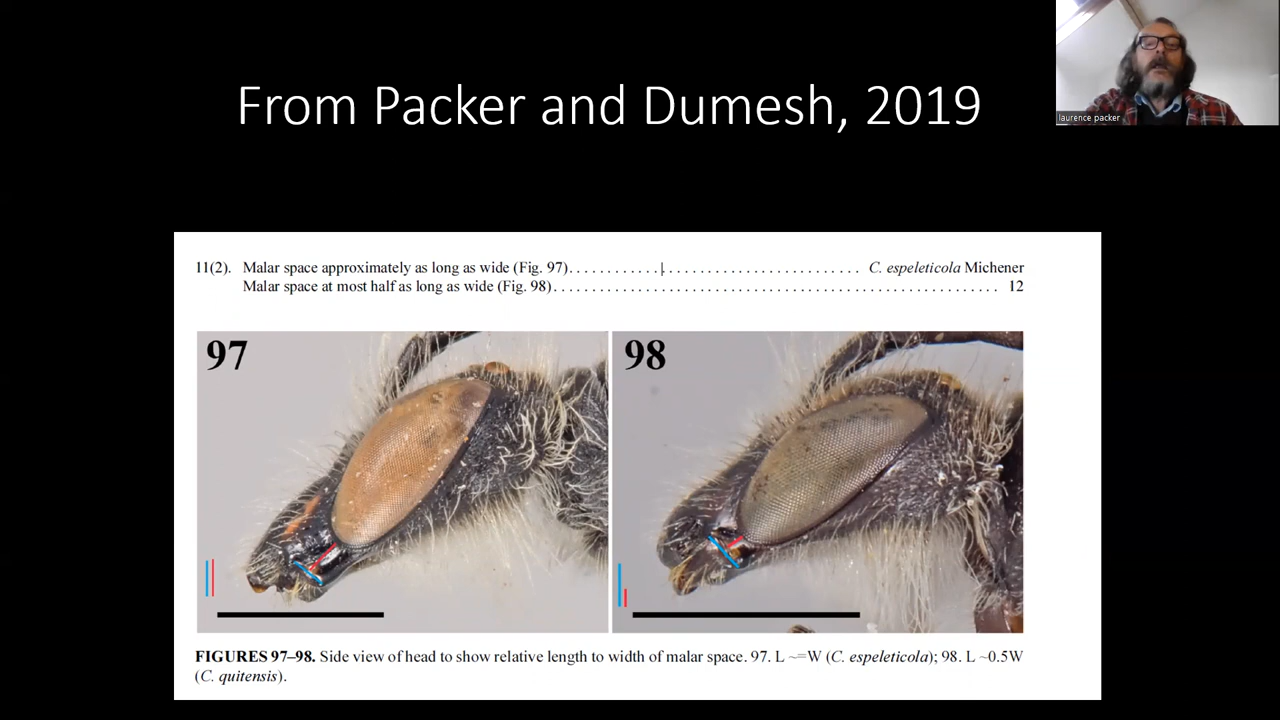 From Packer and Dumesh, 2019
laurence packer
11(2). Malar space approximately as long as wide (Fig. 97). . . . . . . . . . . . . . . . . . . . . . . . . . . . . . . . . . . . . . . C. espeleticola Michener
Malar space at most half as long as wide (Fig. 98). . . . . . . . . . . . . . . . . . . . . . . . . . . . . . . . . . . . . . . . . . . . . . . . . . . . . . . . . . 12
97
98
FIGURES 97–98. Side view of head to show relative length to width of malar space. 97. L ~=W (C. espeleticola); 98. L ~0.5W
(C. quitensis).